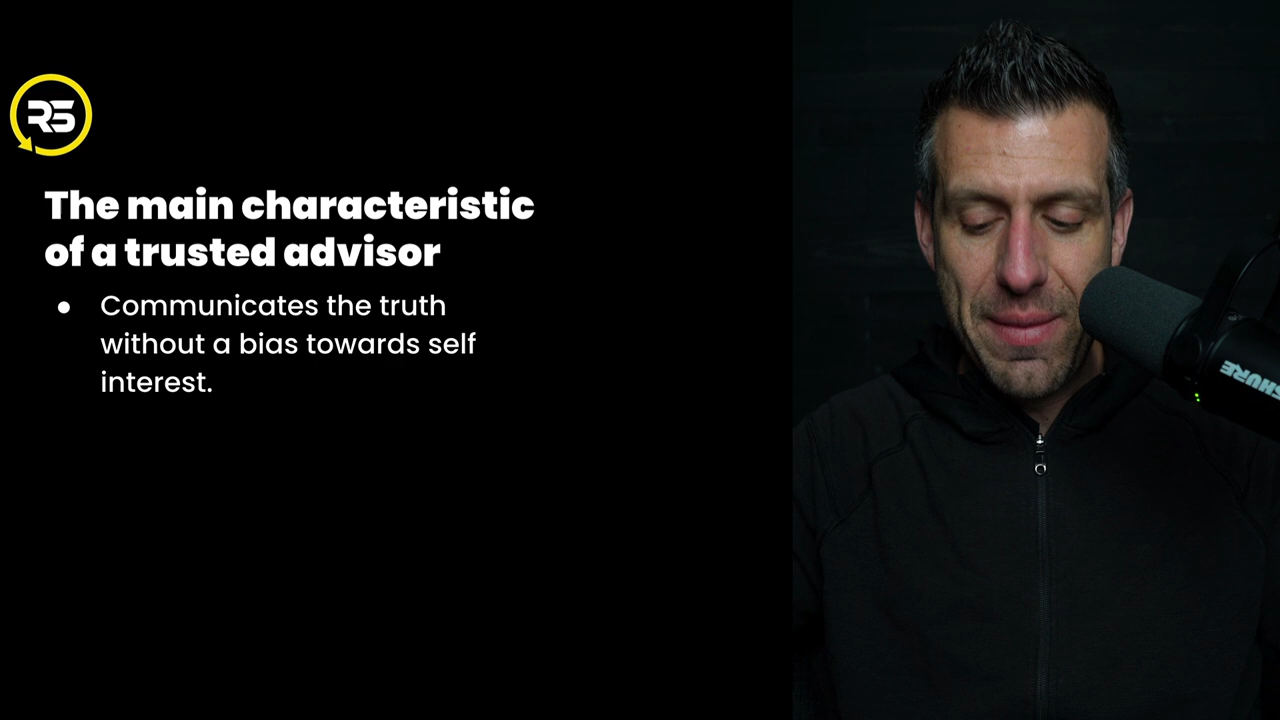 R5
The main characteristic
of a trusted advisor
● Communicates the truth
without a bias towards self
interest.
SHURE